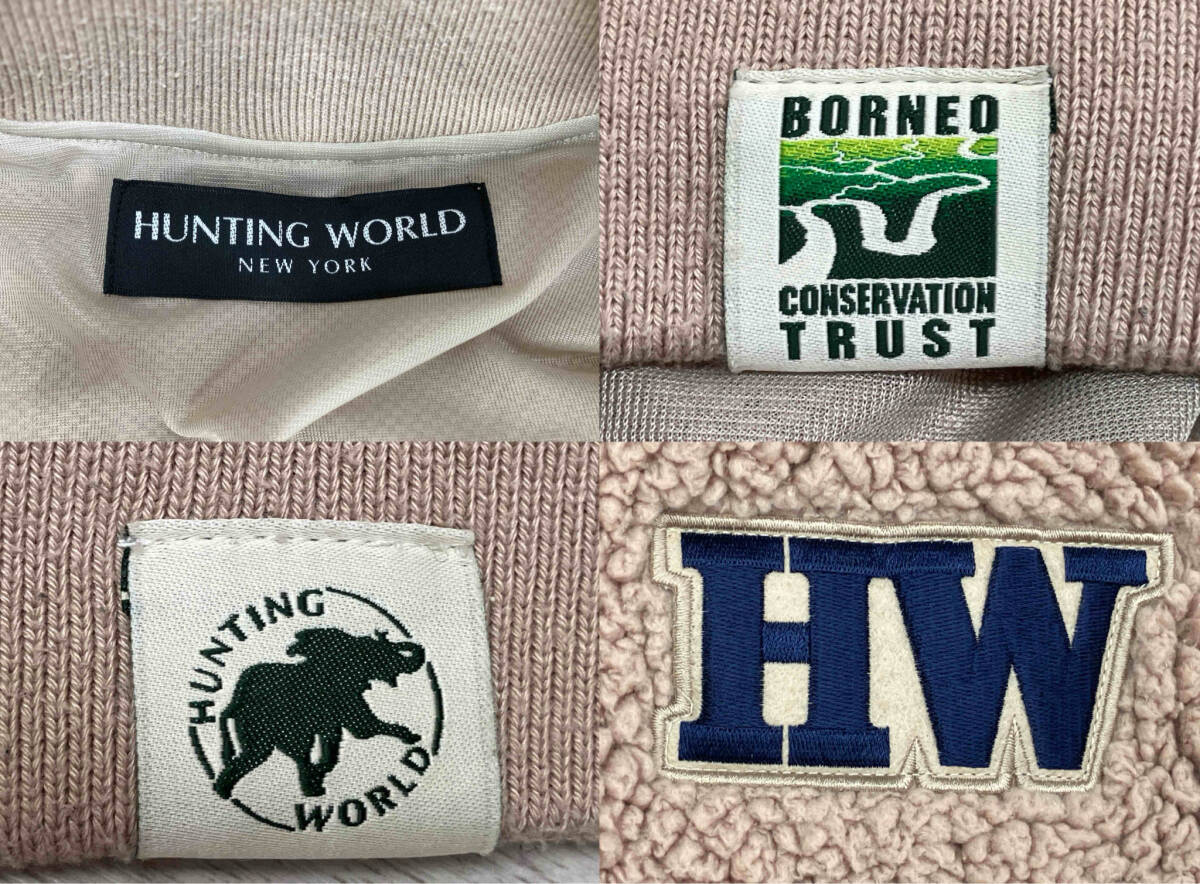 HUNTING WORLD
NEW YORK
BORNEO
CONSERVATION
TRUST
HUNTING
WORLD
HW